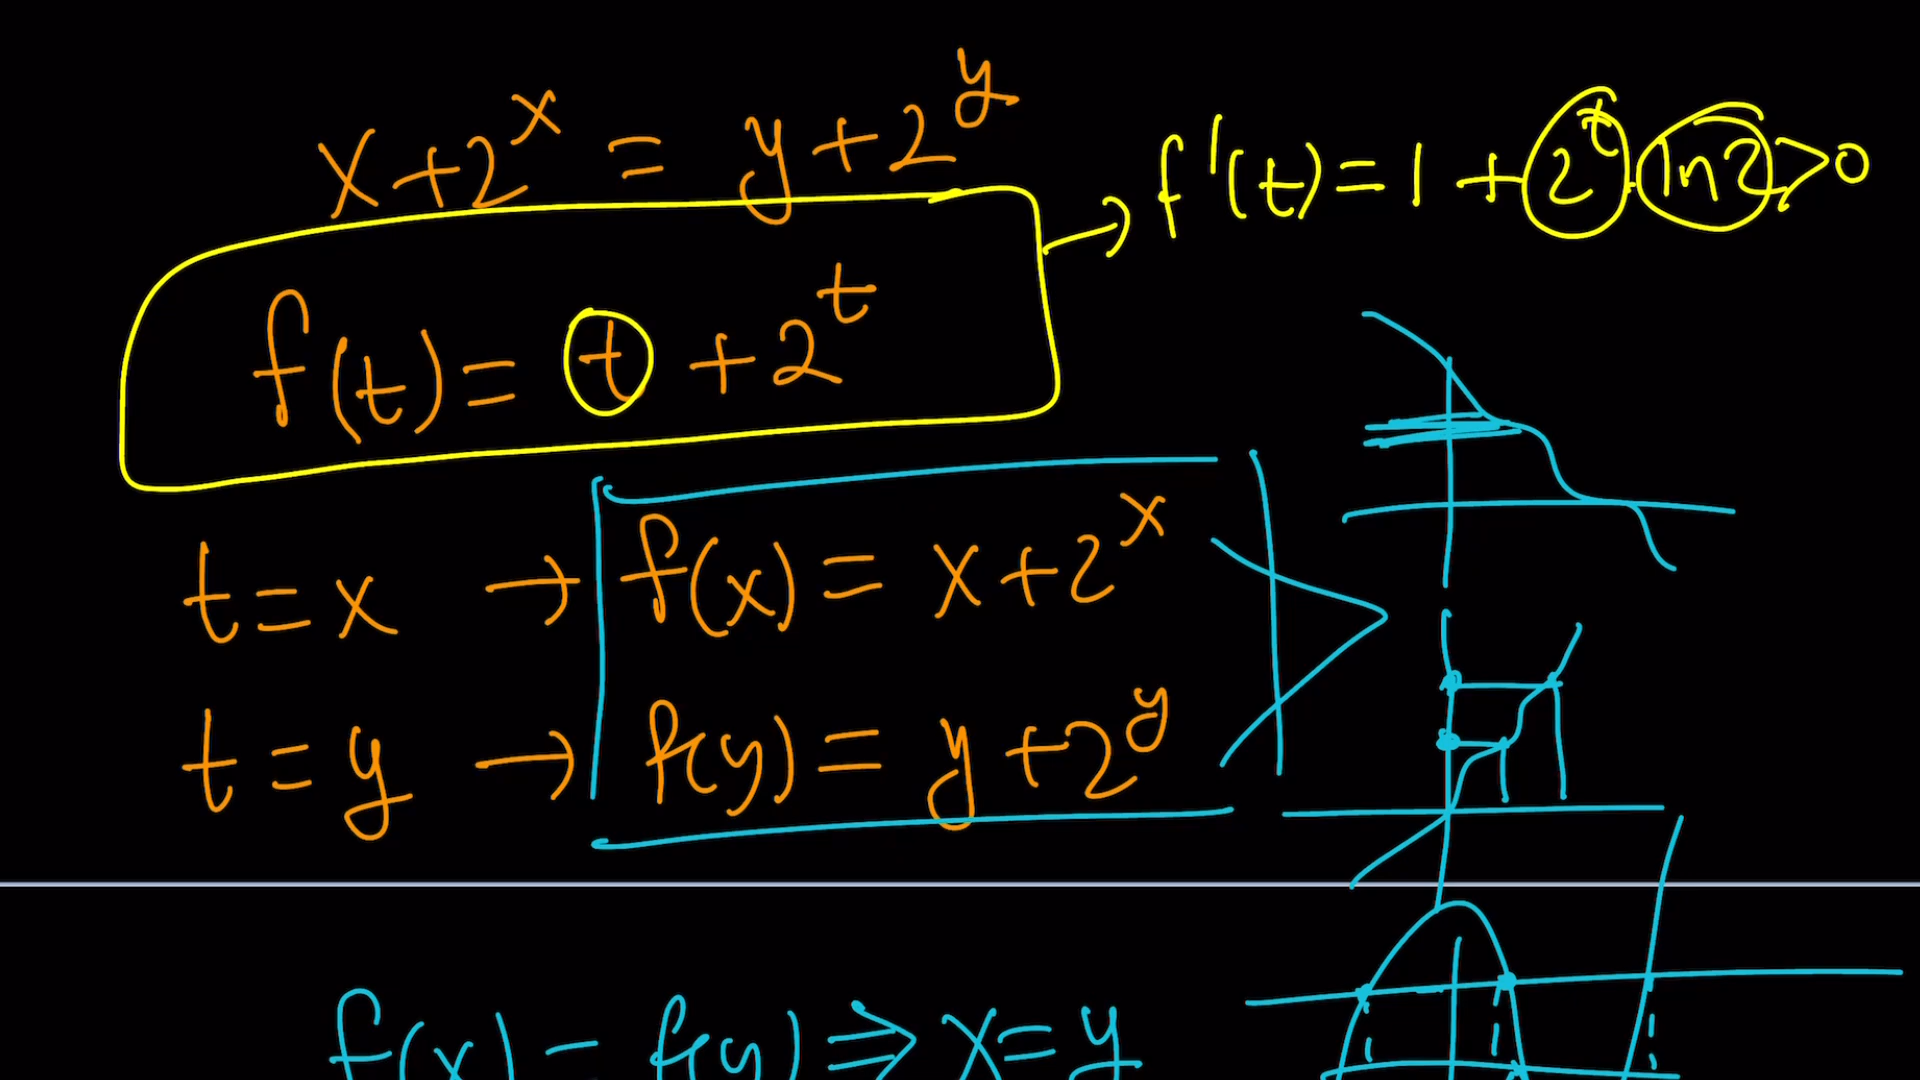 x+2^x = y+2^y
f'(t) = 1 + 2^t · ln2 > 0
f(t) = t + 2^t
t = x → f(x) = x+2^x
t = y → f(y) = y+2^y
f(x) = f(y) ⇒ x = y